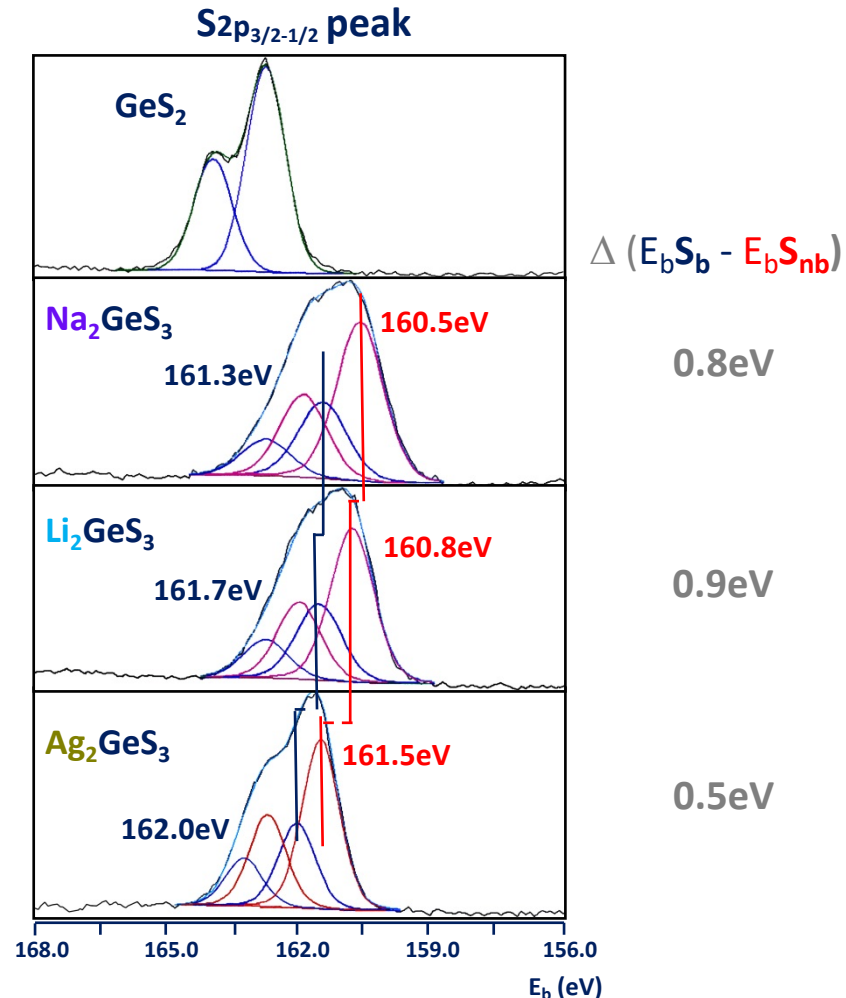 S2p3/2-1/2 peak
GeS2
Δ (EbSb - EbSnb)
Na2GeS3
160.5eV
161.3eV
0.8eV
Li2GeS3
160.8eV
161.7eV
0.9eV
Ag2GeS3
161.5eV
162.0eV
0.5eV
168.0 165.0 162.0 159.0 156.0
Eb (eV)